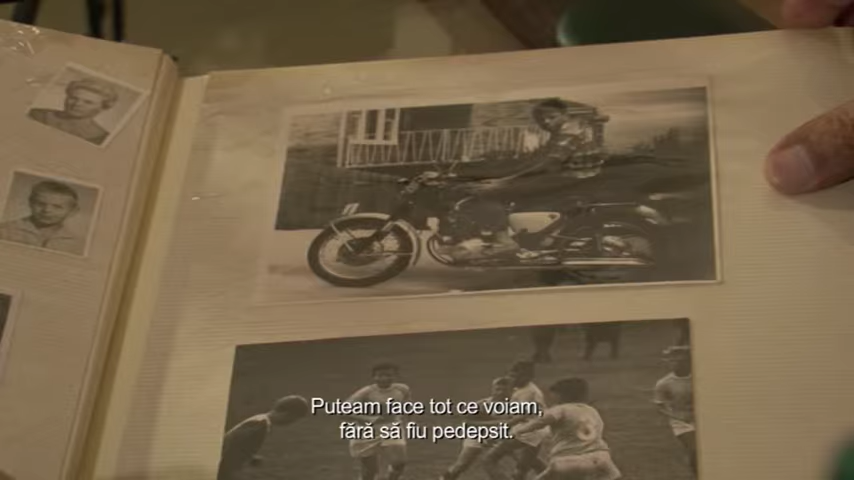 Puteam face tot ce voiam,
fără să fiu pedepsit.